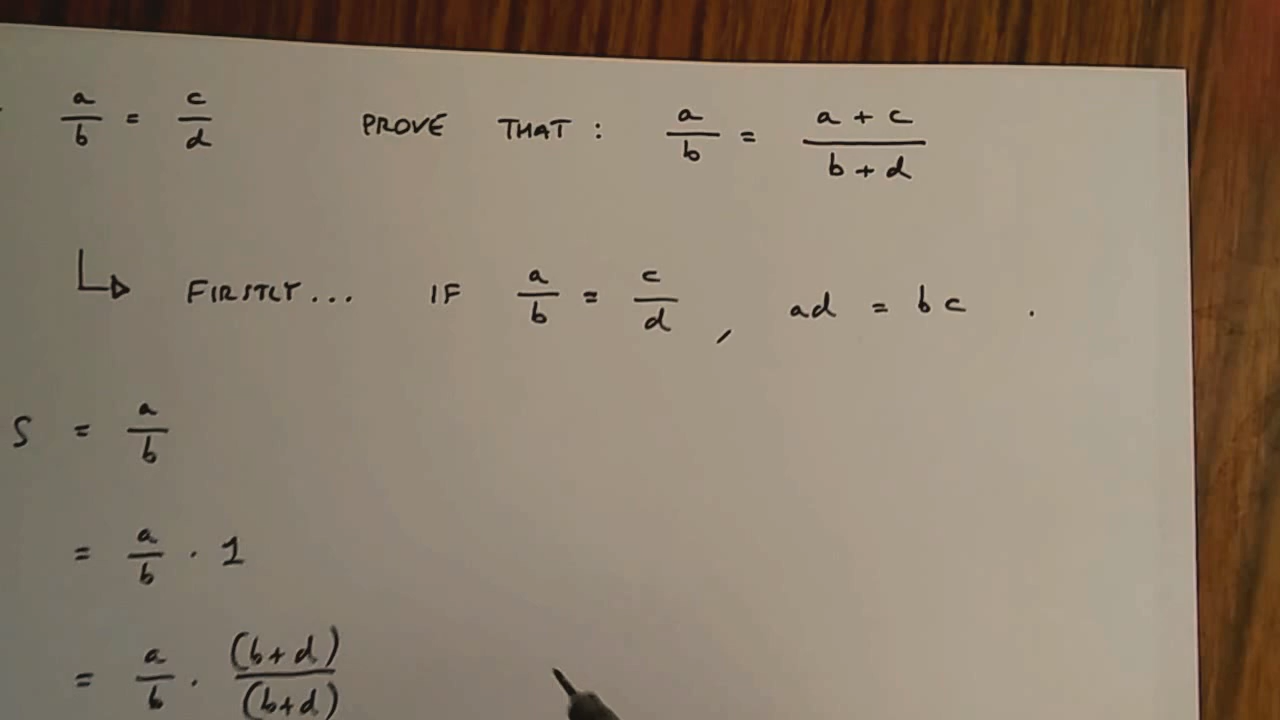 a/b = c/d PROVE THAT : a/b = (a + c)/(b + d)
FIRSTLY... IF a/b = c/d , ad = bc .
S = a/b
= a/b · 1
= a/b · (b+d)/(b+d)